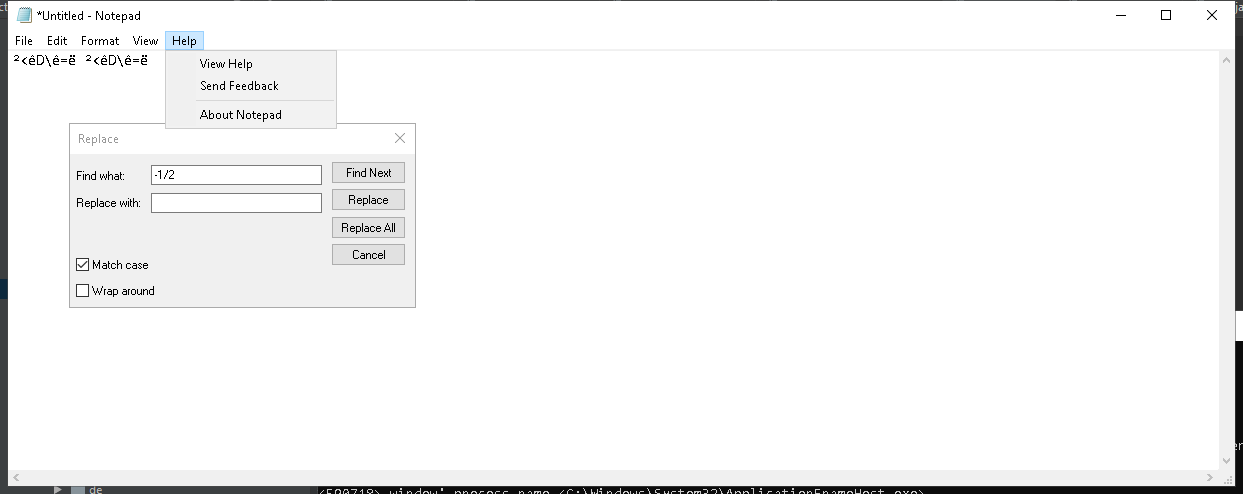 *Untitled - Notepad
File Edit Format View Help
²<êD\ê=ë ²<êD\ê=ë
View Help
Send Feedback
About Notepad
Replace
Find what: -1/2 Find Next
Replace with: Replace
Replace All
Cancel
Match case
Wrap around
de
<590718> window' process name <C:\Windows\System32\ApplicationFrameHost.exe>